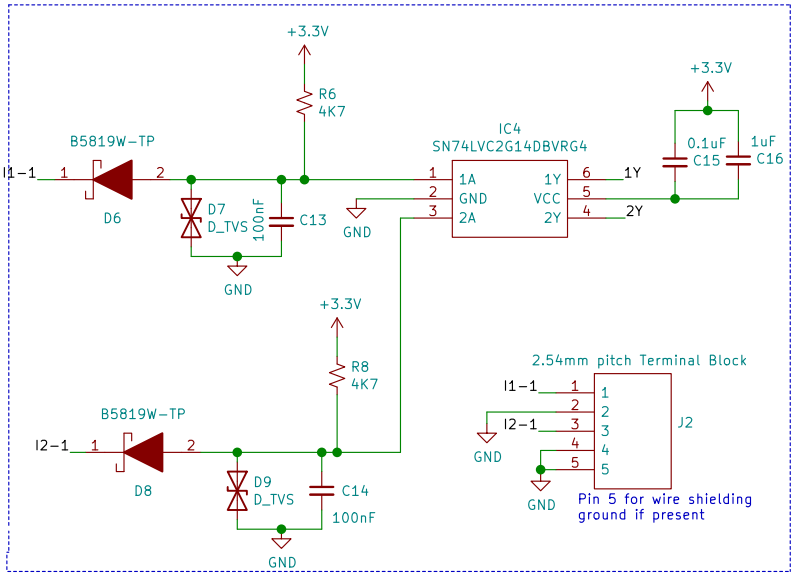 +3.3V
R6
4K7
B5819W-TP
I1-1
1
2
D6
D7
D_TVS
100nF
C13
GND
IC4
SN74LVC2G14DBVRG4
1
2
3
1A
GND
2A
1Y
VCC
2Y
6
5
4
1Y
2Y
GND
+3.3V
0.1uF
C15
1uF
C16
+3.3V
R8
4K7
B5819W-TP
I2-1
1
2
D8
D9
D_TVS
C14
100nF
GND
2.54mm pitch Terminal Block
I1-1
1
1
2
2
I2-1
3
3
4
4
5
5
J2
GND
GND
Pin 5 for wire shielding
ground if present